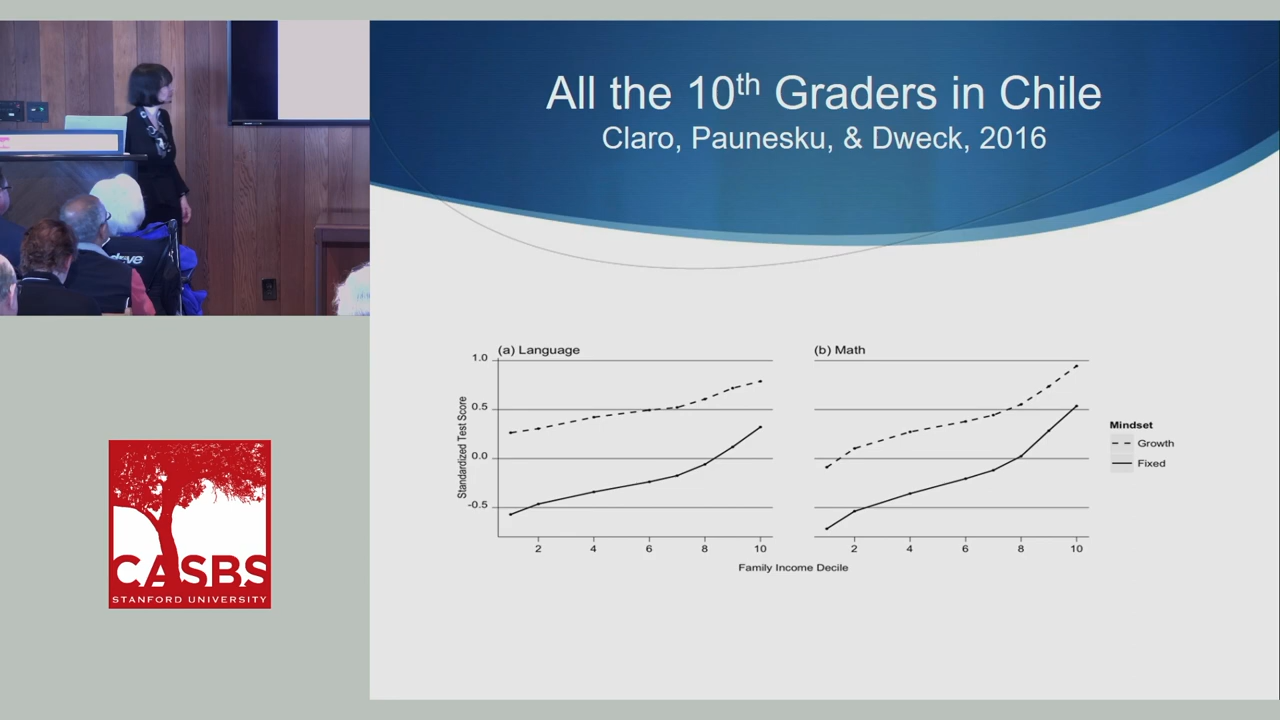 All the 10th Graders in Chile
Claro, Paunesku, & Dweck, 2016
(a) Language
(b) Math
1.0
0.5
0.0
-0.5
Standardized Test Score
2 4 6 8 10
2 4 6 8 10
Family Income Decile
Mindset
Growth
Fixed
drive
CASBS
STANFORD UNIVERSITY